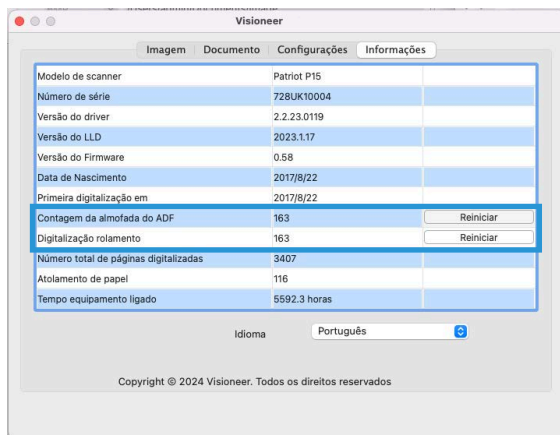 Visioneer
Imagem Documento Configurações Informações
Modelo de scanner Patriot P15
Número de série 728UK10004
Versão do driver 2.2.23.0119
Versão do LLD 2023.1.17
Versão do Firmware 0.58
Data de Nascimento 2017/8/22
Primeira digitalização em 2017/8/22
Contagem da almofada do ADF 163 Reiniciar
Digitalização rolamento 163 Reiniciar
Número total de páginas digitalizadas 3407
Atolamento de papel 116
Tempo equipamento ligado 5592.3 horas
Idioma Português
Copyright © 2024 Visioneer. Todos os direitos reservados